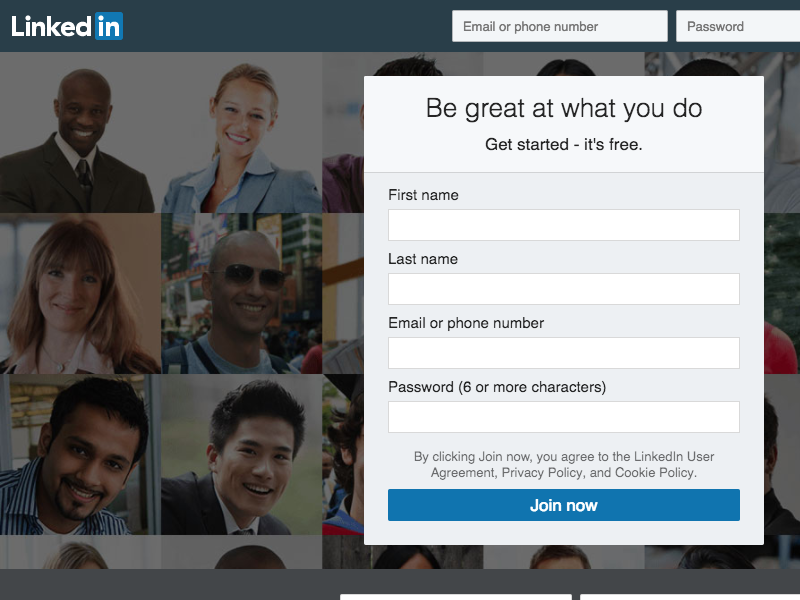 Linked in
Email or phone number
Password
Be great at what you do
Get started - it's free.
First name
Last name
Email or phone number
Password (6 or more characters)
By clicking Join now, you agree to the LinkedIn User
Agreement, Privacy Policy, and Cookie Policy.
Join now